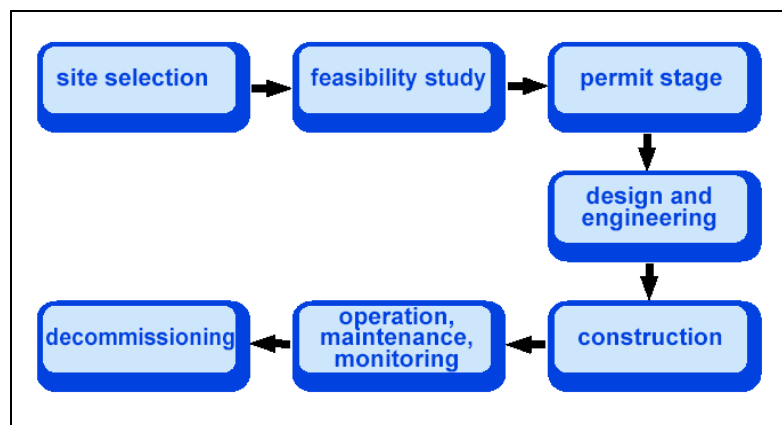 site selection
feasibility study
permit stage
design and
engineering
construction
operation,
maintenance,
monitoring
decommissioning